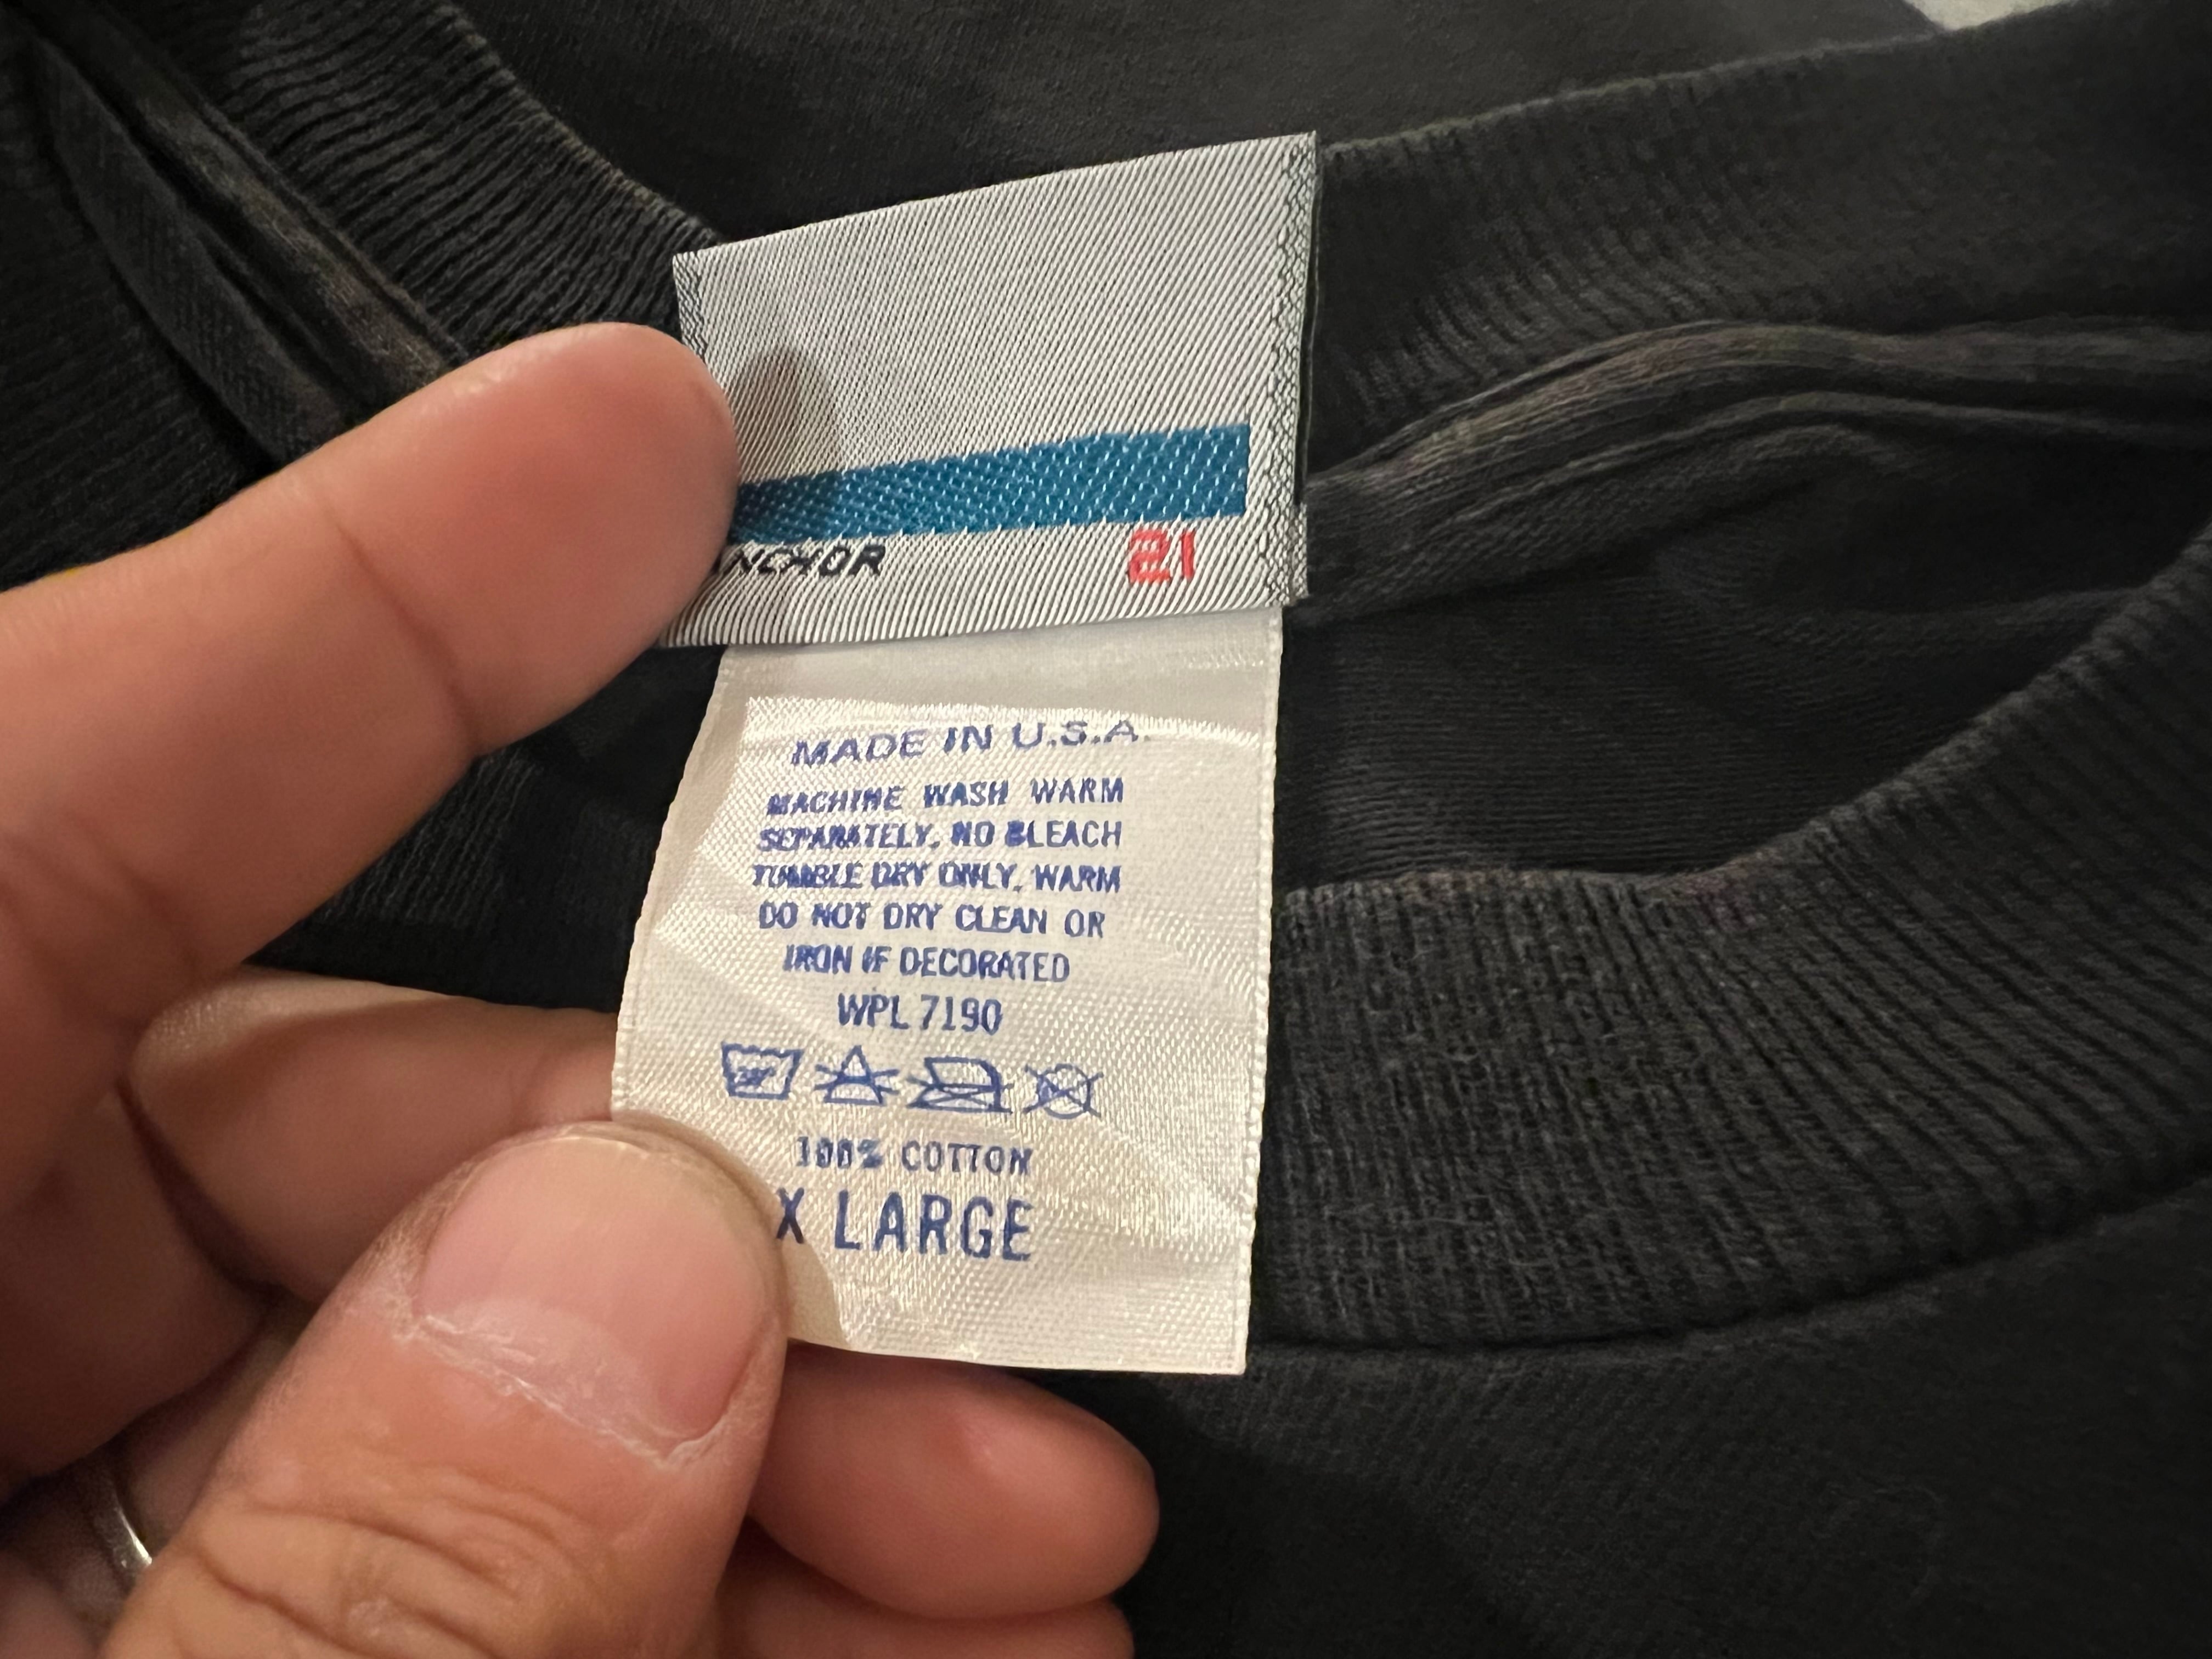 ANCHOR 21
MADE IN U.S.A.
MACHINE WASH WARM
SEPARATELY, NO BLEACH
TUMBLE DRY ONLY, WARM
DO NOT DRY CLEAN OR
IRON IF DECORATED
WPL 7190
100% COTTON
X LARGE